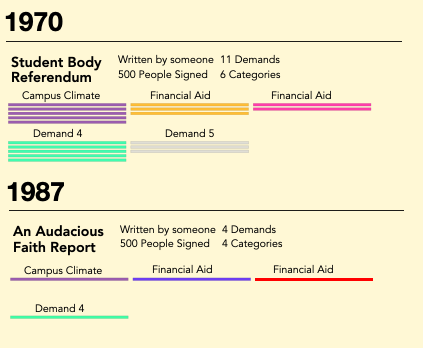 1970
Student Body Written by someone 11 Demands
Referendum 500 People Signed 6 Categories
Campus Climate Financial Aid Financial Aid
Demand 4 Demand 5
1987
An Audacious Written by someone 4 Demands
Faith Report 500 People Signed 4 Categories
Campus Climate Financial Aid Financial Aid
Demand 4